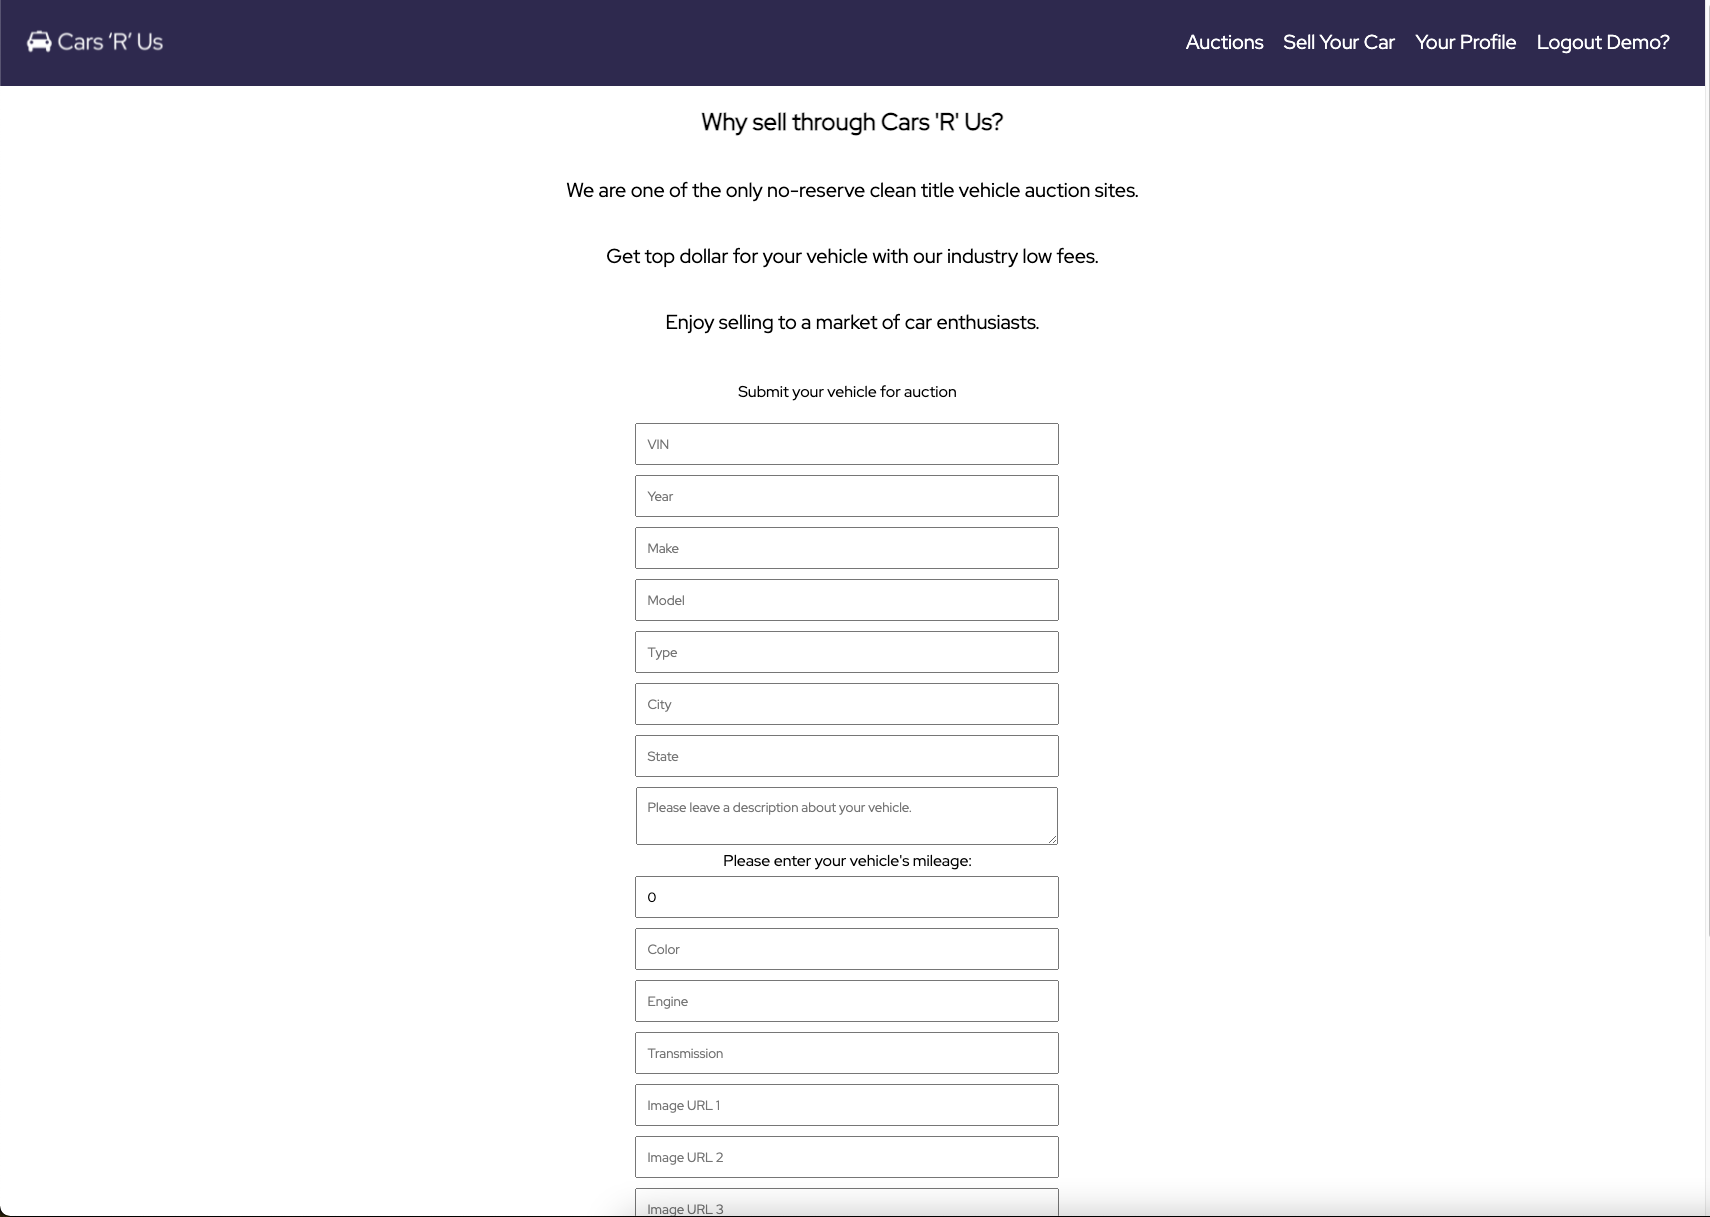 Cars ‘R’ Us
Auctions Sell Your Car Your Profile Logout Demo?
Why sell through Cars 'R' Us?
We are one of the only no-reserve clean title vehicle auction sites.
Get top dollar for your vehicle with our industry low fees.
Enjoy selling to a market of car enthusiasts.
Submit your vehicle for auction
VIN
Year
Make
Model
Type
City
State
Please leave a description about your vehicle.
Please enter your vehicle's mileage:
0
Color
Engine
Transmission
Image URL 1
Image URL 2
Image URL 3